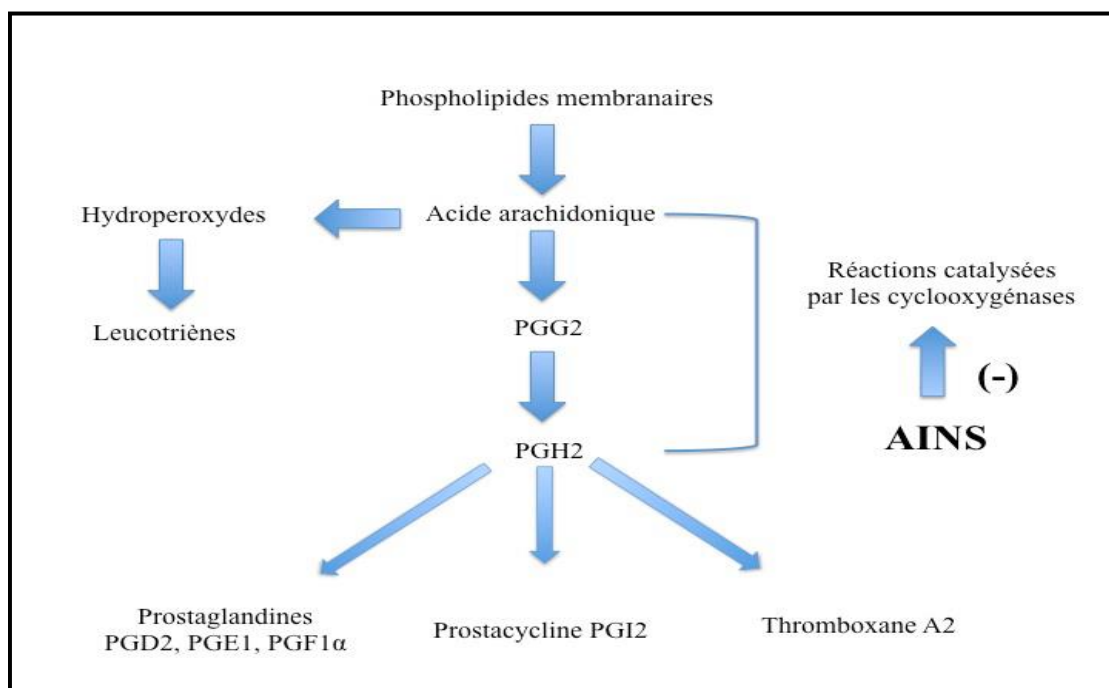 Phospholipides membranaires
Hydroperoxydes
Acide arachidonique
Réactions catalysées
par les cyclooxygénases
Leucotriènes
PGG2
(-)
AINS
PGH2
Prostaglandines
PGD2, PGE1, PGF1α
Prostacycline PGI2
Thromboxane A2